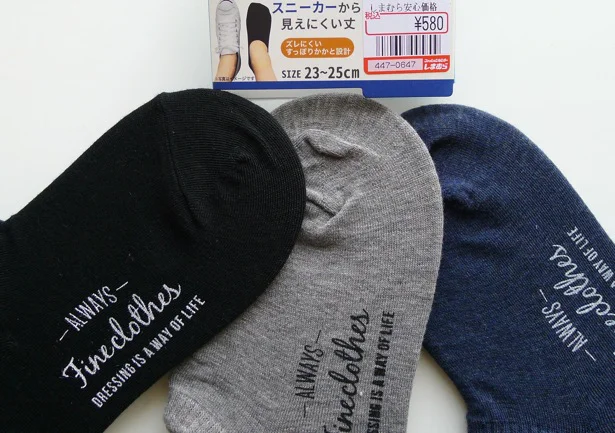 スニーカーから
見えにくい丈
ズレにくい
すっぽりかかと設計
SIZE 23~25cm
しまむら安心価格
税込
¥580
447-0647
しまむら
ALWAYS
Fineclothes
DRESSING IS A WAY OF LIFE
ALWAYS
Fineclothes
DRESSING IS A WAY OF LIFE
ALWAYS
clothes
A WAY OF LIFE